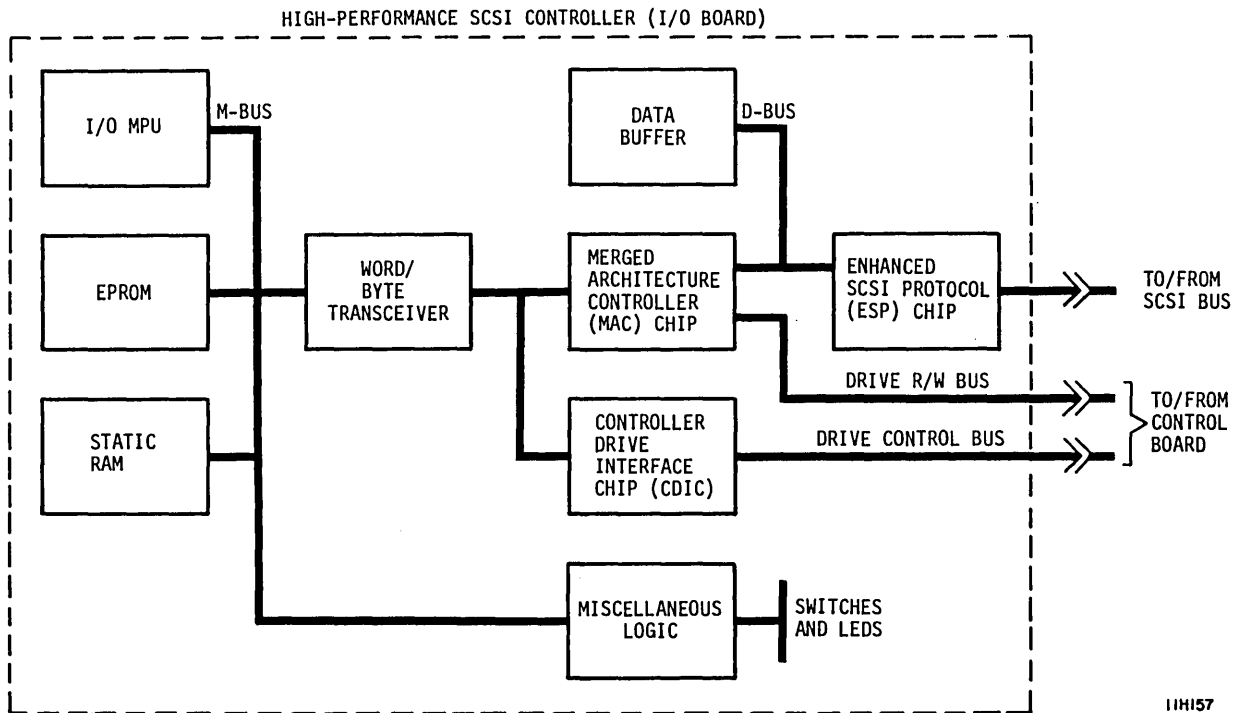 HIGH-PERFORMANCE SCSI CONTROLLER (I/O BOARD)
I/O MPU
M-BUS
DATA
BUFFER
D-BUS
EPROM
WORD/
BYTE
TRANSCEIVER
MERGED
ARCHITECTURE
CONTROLLER
(MAC) CHIP
ENHANCED
SCSI PROTOCOL
(ESP) CHIP
TO/FROM
SCSI BUS
DRIVE R/W BUS
STATIC
RAM
CONTROLLER
DRIVE
INTERFACE
CHIP (CDIC)
DRIVE CONTROL BUS
TO/FROM
CONTROL
BOARD
MISCELLANEOUS
LOGIC
SWITCHES
AND LEDS
11H157